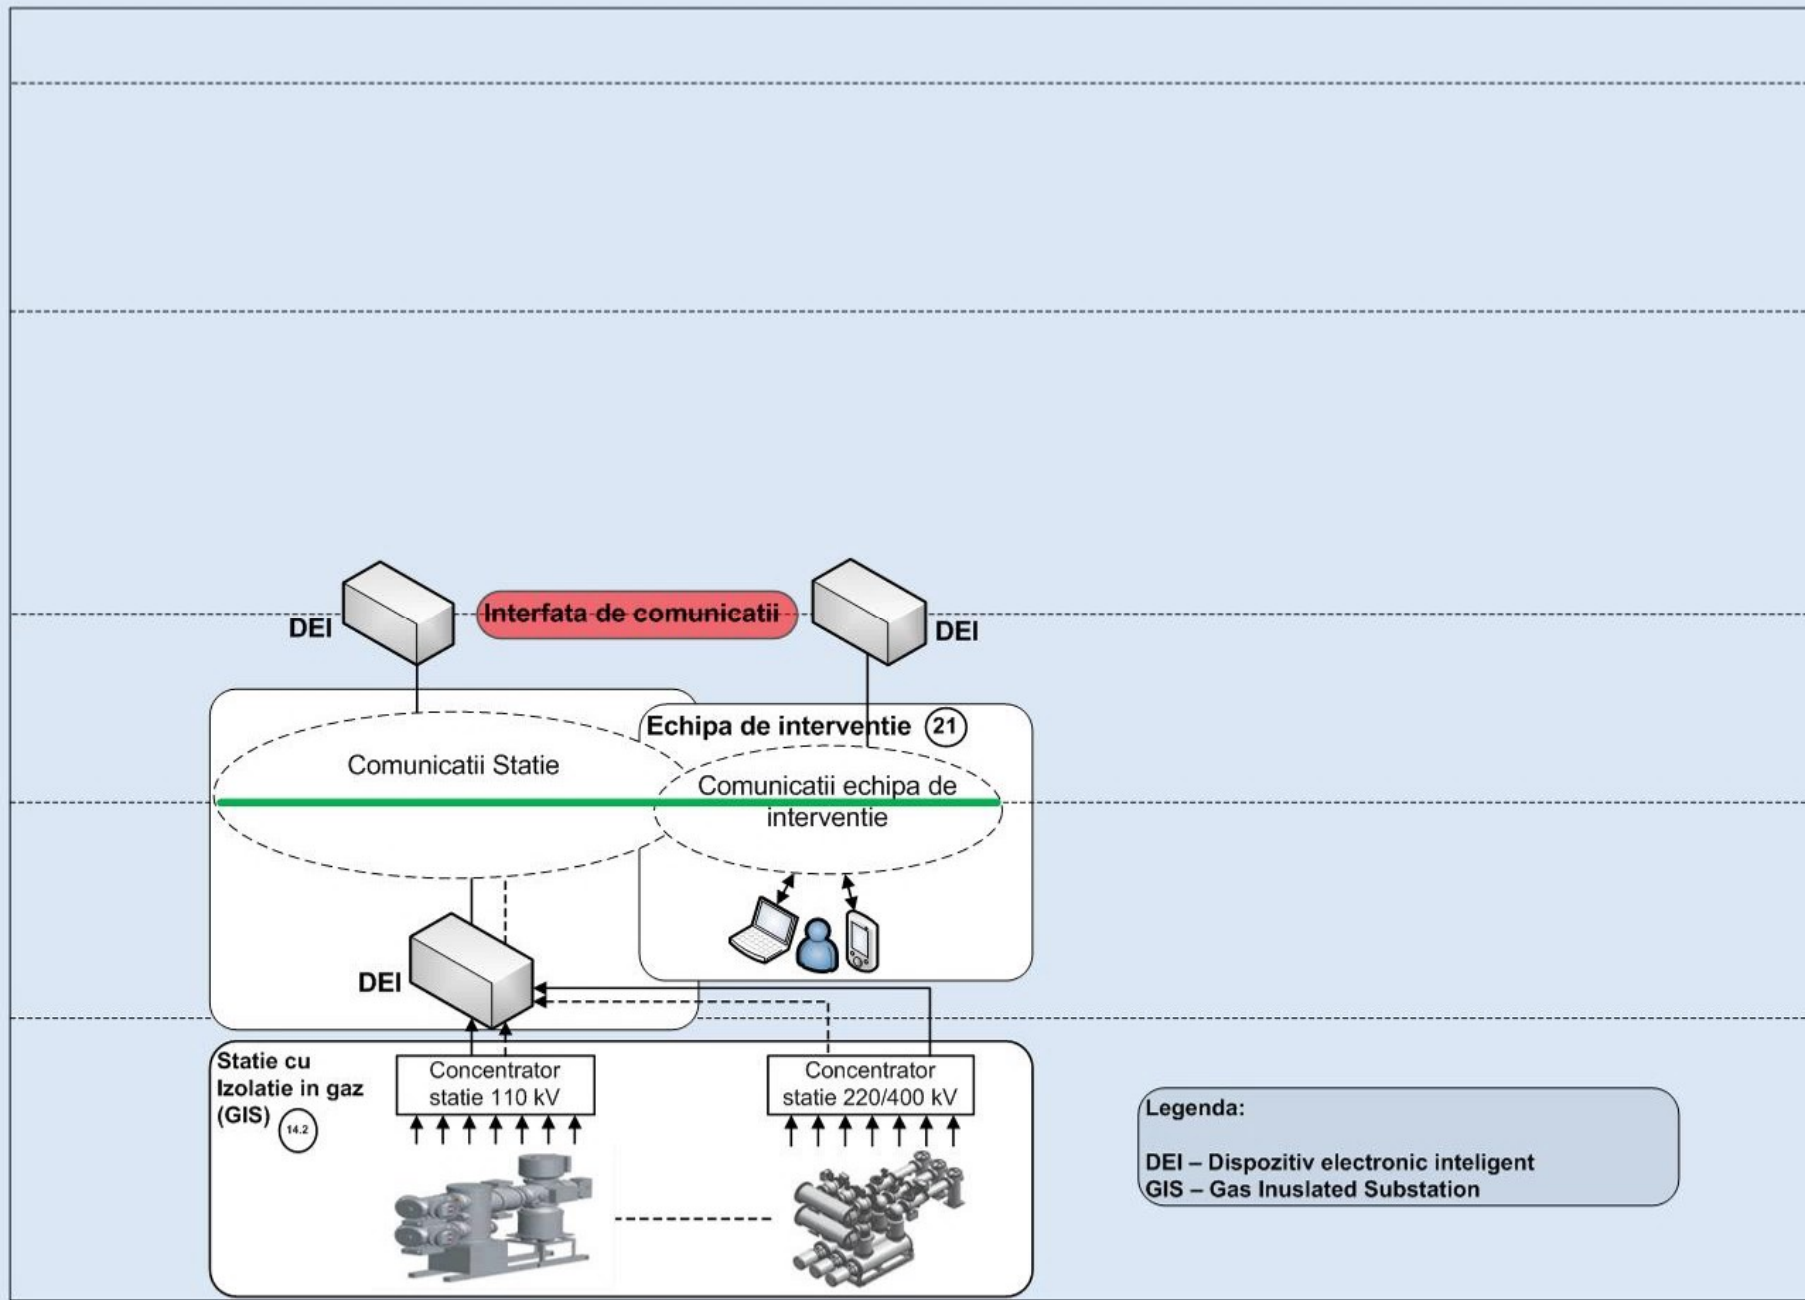 DEI
Interfata de comunicatii
DEI
Echipa de interventie 21
Comunicatii Statie
Comunicatii echipa de
interventie
DEI
Statie cu
Izolatie in gaz
(GIS)
14.2
Concentrator
statie 110 kV
Concentrator
statie 220/400 kV
Legenda:
DEI – Dispozitiv electronic inteligent
GIS – Gas Inuslated Substation